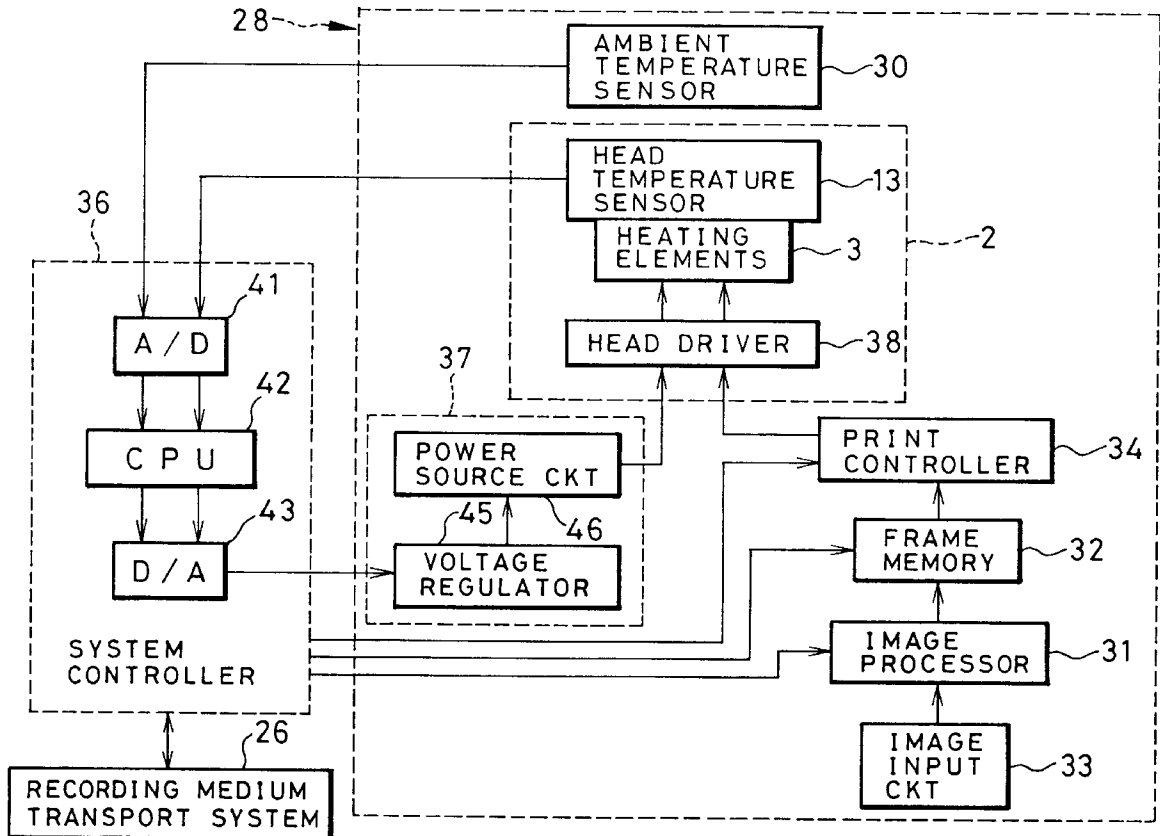 28
AMBIENT
TEMPERATURE
SENSOR
30
HEAD
TEMPERATURE
SENSOR
13
HEATING
ELEMENTS
3
2
36
41
A/D
HEAD DRIVER
38
37
42
CPU
POWER
SOURCE CKT
PRINT
CONTROLLER
34
43
45
46
D/A
VOLTAGE
REGULATOR
FRAME
MEMORY
32
SYSTEM
CONTROLLER
IMAGE
PROCESSOR
31
26
RECORDING MEDIUM
TRANSPORT SYSTEM
IMAGE
INPUT
CKT
33